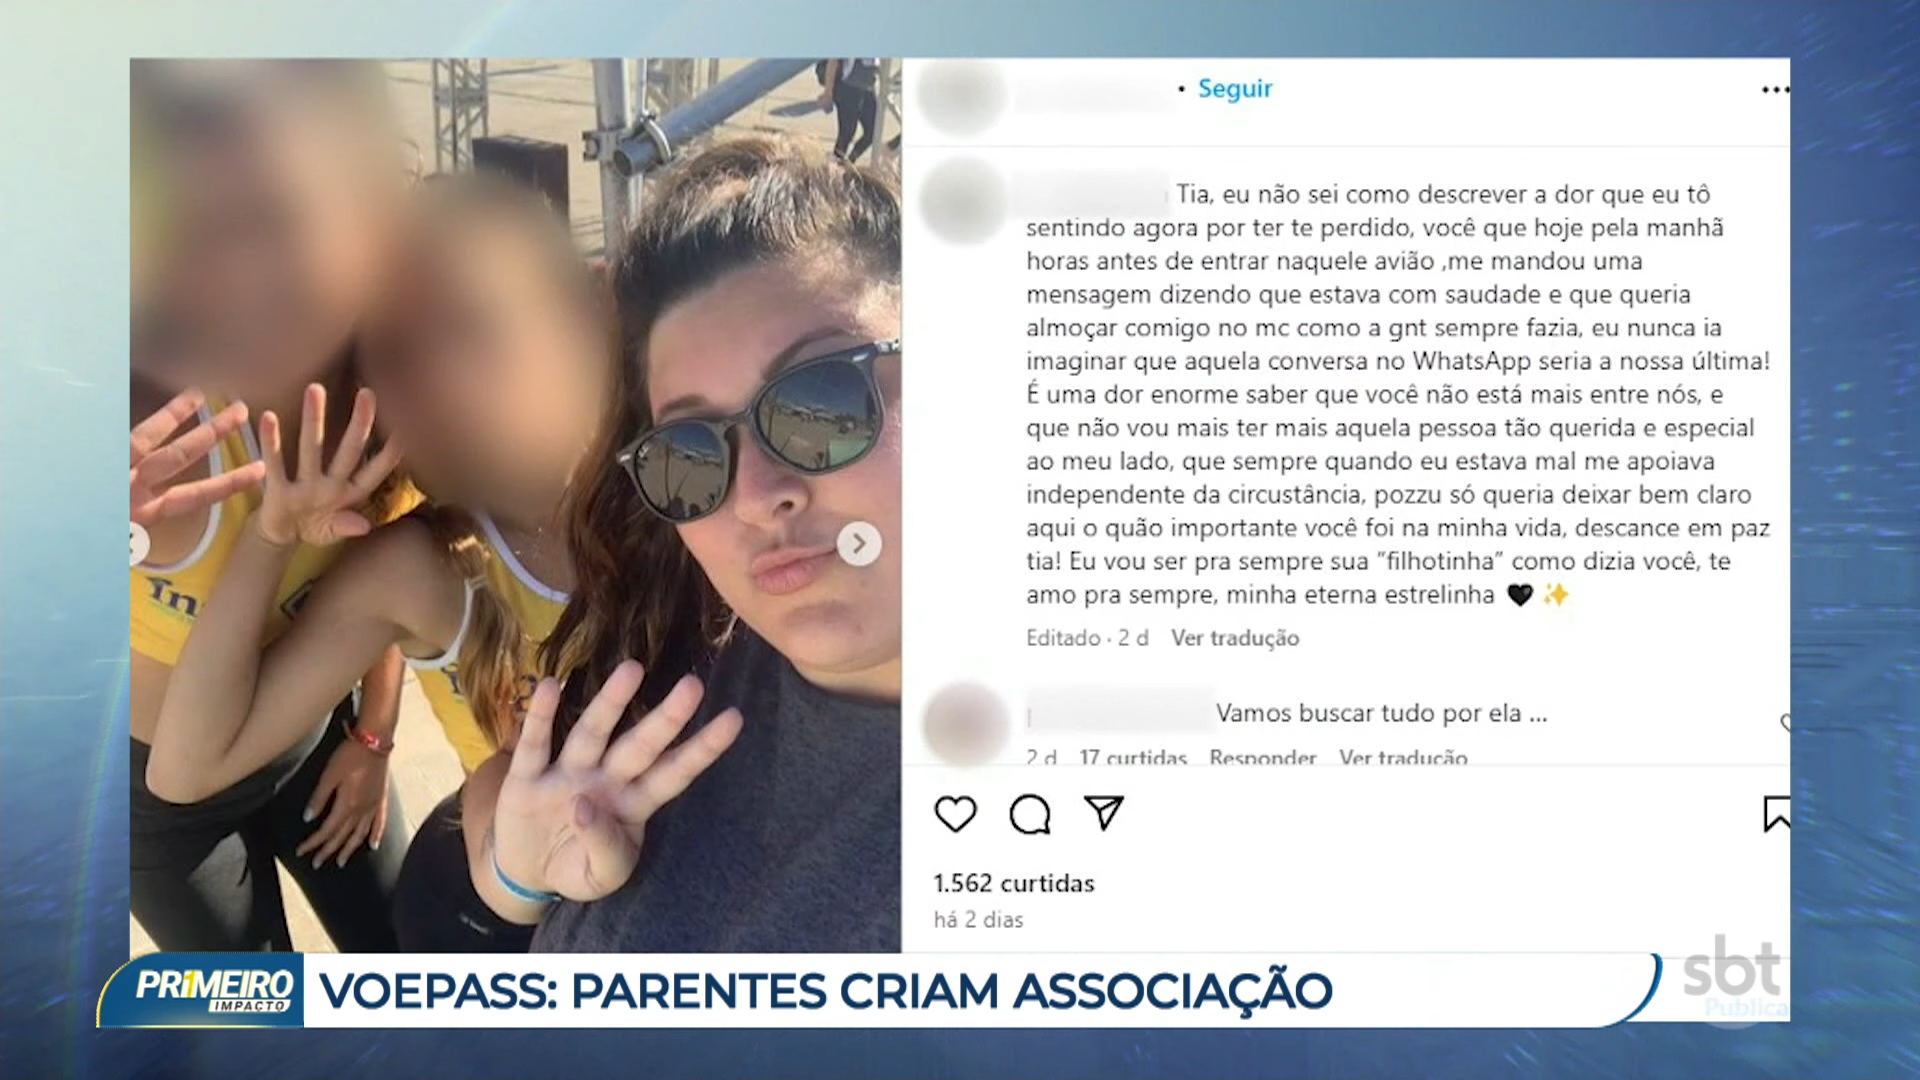 • Seguir
Tia, eu não sei como descrever a dor que eu tô
sentindo agora por ter te perdido, você que hoje pela manhã
horas antes de entrar naquele avião ,me mandou uma
mensagem dizendo que estava com saudade e que queria
almoçar comigo no mc como a gnt sempre fazia, eu nunca ia
imaginar que aquela conversa no WhatsApp seria a nossa última!
É uma dor enorme saber que você não está mais entre nós, e
que não vou mais ter mais aquela pessoa tão querida e especial
ao meu lado, que sempre quando eu estava mal me apoiava
independente da circustância, pozzu só queria deixar bem claro
aqui o quão importante você foi na minha vida, descance em paz
tia! Eu vou ser pra sempre sua "filhotinha" como dizia você, te
amo pra sempre, minha eterna estrelinha 🖤 ✨
Editado · 2 d Ver tradução
Vamos buscar tudo por ela ...
2 d 17 curtidas Responder Ver tradução
1.562 curtidas
há 2 dias
PRIMEIRO
IMPACTO
VOEPASS: PARENTES CRIAM ASSOCIAÇÃO
sbt
Publica